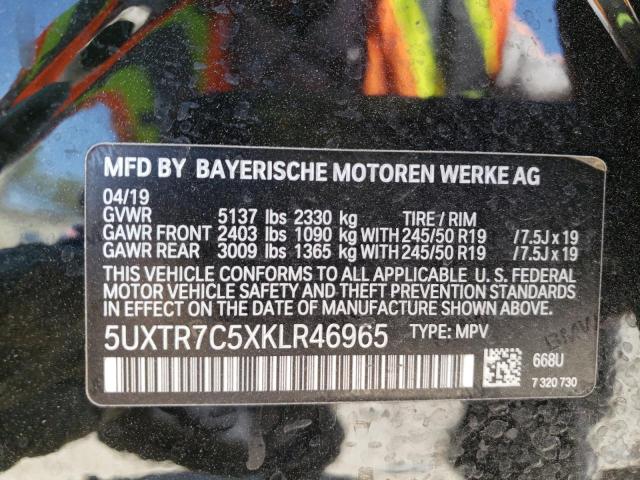 MFD BY BAYERISCHE MOTOREN WERKE AG
04/19
GVWR 5137 lbs 2330 kg TIRE / RIM
GAWR FRONT 2403 lbs 1090 kg WITH 245/50 R19 /7.5J x 19
GAWR REAR 3009 lbs 1365 kg WITH 245/50 R19 /7.5J x 19
THIS VEHICLE CONFORMS TO ALL APPLICABLE U. S. FEDERAL
MOTOR VEHICLE SAFETY AND THEFT PREVENTION STANDARDS
IN EFFECT ON THE DATE OF MANUFACTURE SHOWN ABOVE.
5UXTR7C5XKLR46965 TYPE: MPV
BMW
668U
7 320 730